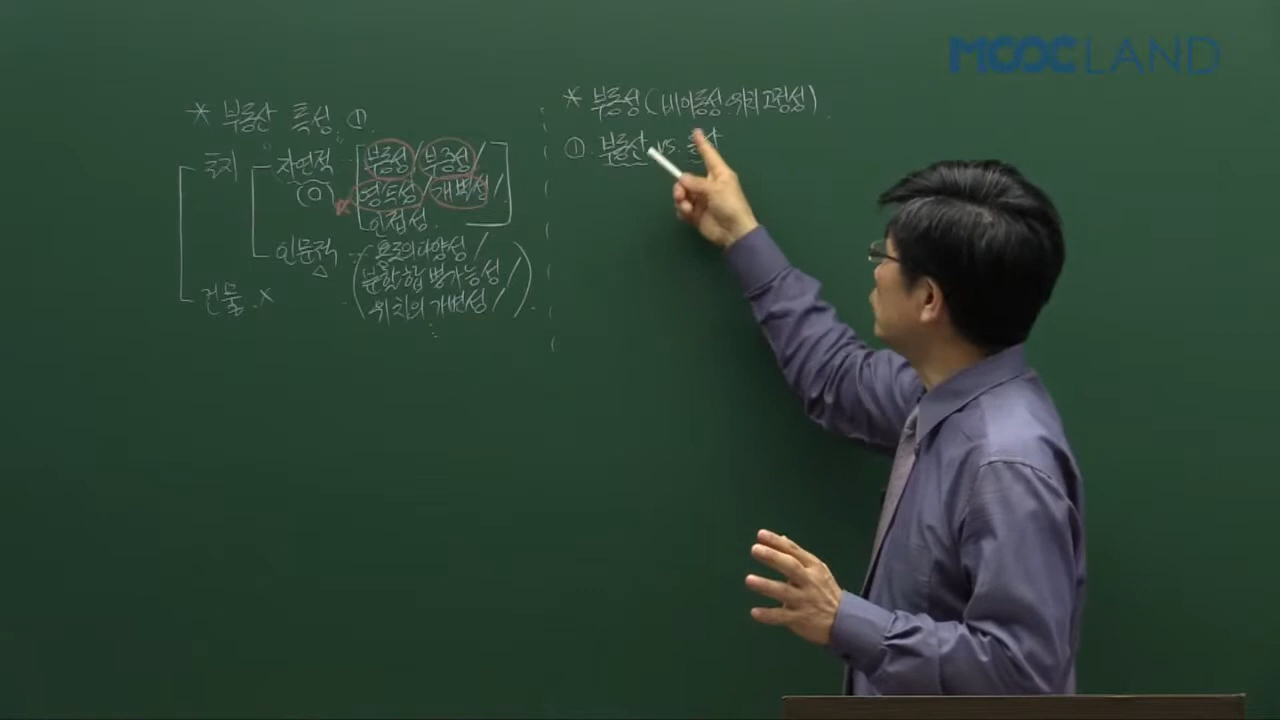 MOOCLAND
* 부동산 특성 ①.
토지 자연적 부동성 / 부증성 /
(O) 영속성 / 개별성 /
인접성.
인문적 용도의 다양성 /
△ 분할합병가능성 /
건물. X 위치의 가변성 /
* 부동성 (비이동성. 위치고정성)
①. 부동산 vs. 동산